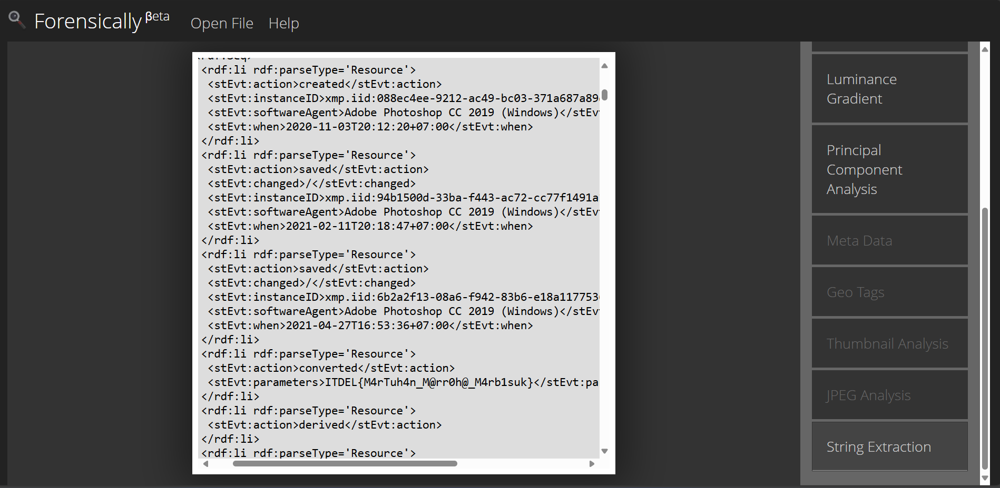 Forensically βeta Open File Help
<rdf:li rdf:parseType='Resource'>
<stEvt:action>created</stEvt:action>
<stEvt:instanceID>xmp.iid:088ec4ee-9212-ac49-bc03-371a687a89
<stEvt:softwareAgent>Adobe Photoshop CC 2019 (Windows)</stEv
<stEvt:when>2020-11-03T20:12:20+07:00</stEvt:when>
</rdf:li>
<rdf:li rdf:parseType='Resource'>
<stEvt:action>saved</stEvt:action>
<stEvt:changed>/</stEvt:changed>
<stEvt:instanceID>xmp.iid:94b1500d-33ba-f443-ac72-cc77f1491a
<stEvt:softwareAgent>Adobe Photoshop CC 2019 (Windows)</stEv
<stEvt:when>2021-02-11T20:18:47+07:00</stEvt:when>
</rdf:li>
<rdf:li rdf:parseType='Resource'>
<stEvt:action>saved</stEvt:action>
<stEvt:changed>/</stEvt:changed>
<stEvt:instanceID>xmp.iid:6b2a2f13-08a6-f942-83b6-e18a117753
<stEvt:softwareAgent>Adobe Photoshop CC 2019 (Windows)</stEv
<stEvt:when>2021-04-27T16:53:36+07:00</stEvt:when>
</rdf:li>
<rdf:li rdf:parseType='Resource'>
<stEvt:action>converted</stEvt:action>
<stEvt:parameters>ITDEL{M4rTuh4n_M@rr0h@_M4rb1suk}</stEvt:pa
</rdf:li>
<rdf:li rdf:parseType='Resource'>
<stEvt:action>derived</stEvt:action>
</rdf:li>
<rdf:li rdf:parseType='Resource'>
Luminance
Gradient
Principal
Component
Analysis
Meta Data
Geo Tags
Thumbnail Analysis
JPEG Analysis
String Extraction